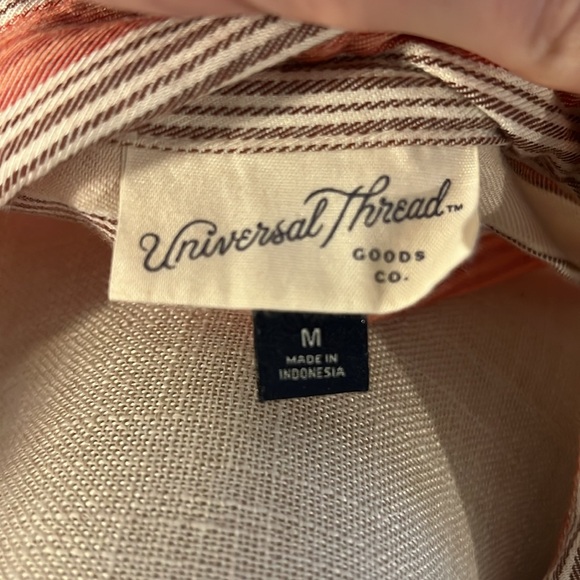 Universal Thread™
GOODS
CO.
M
MADE IN
INDONESIA